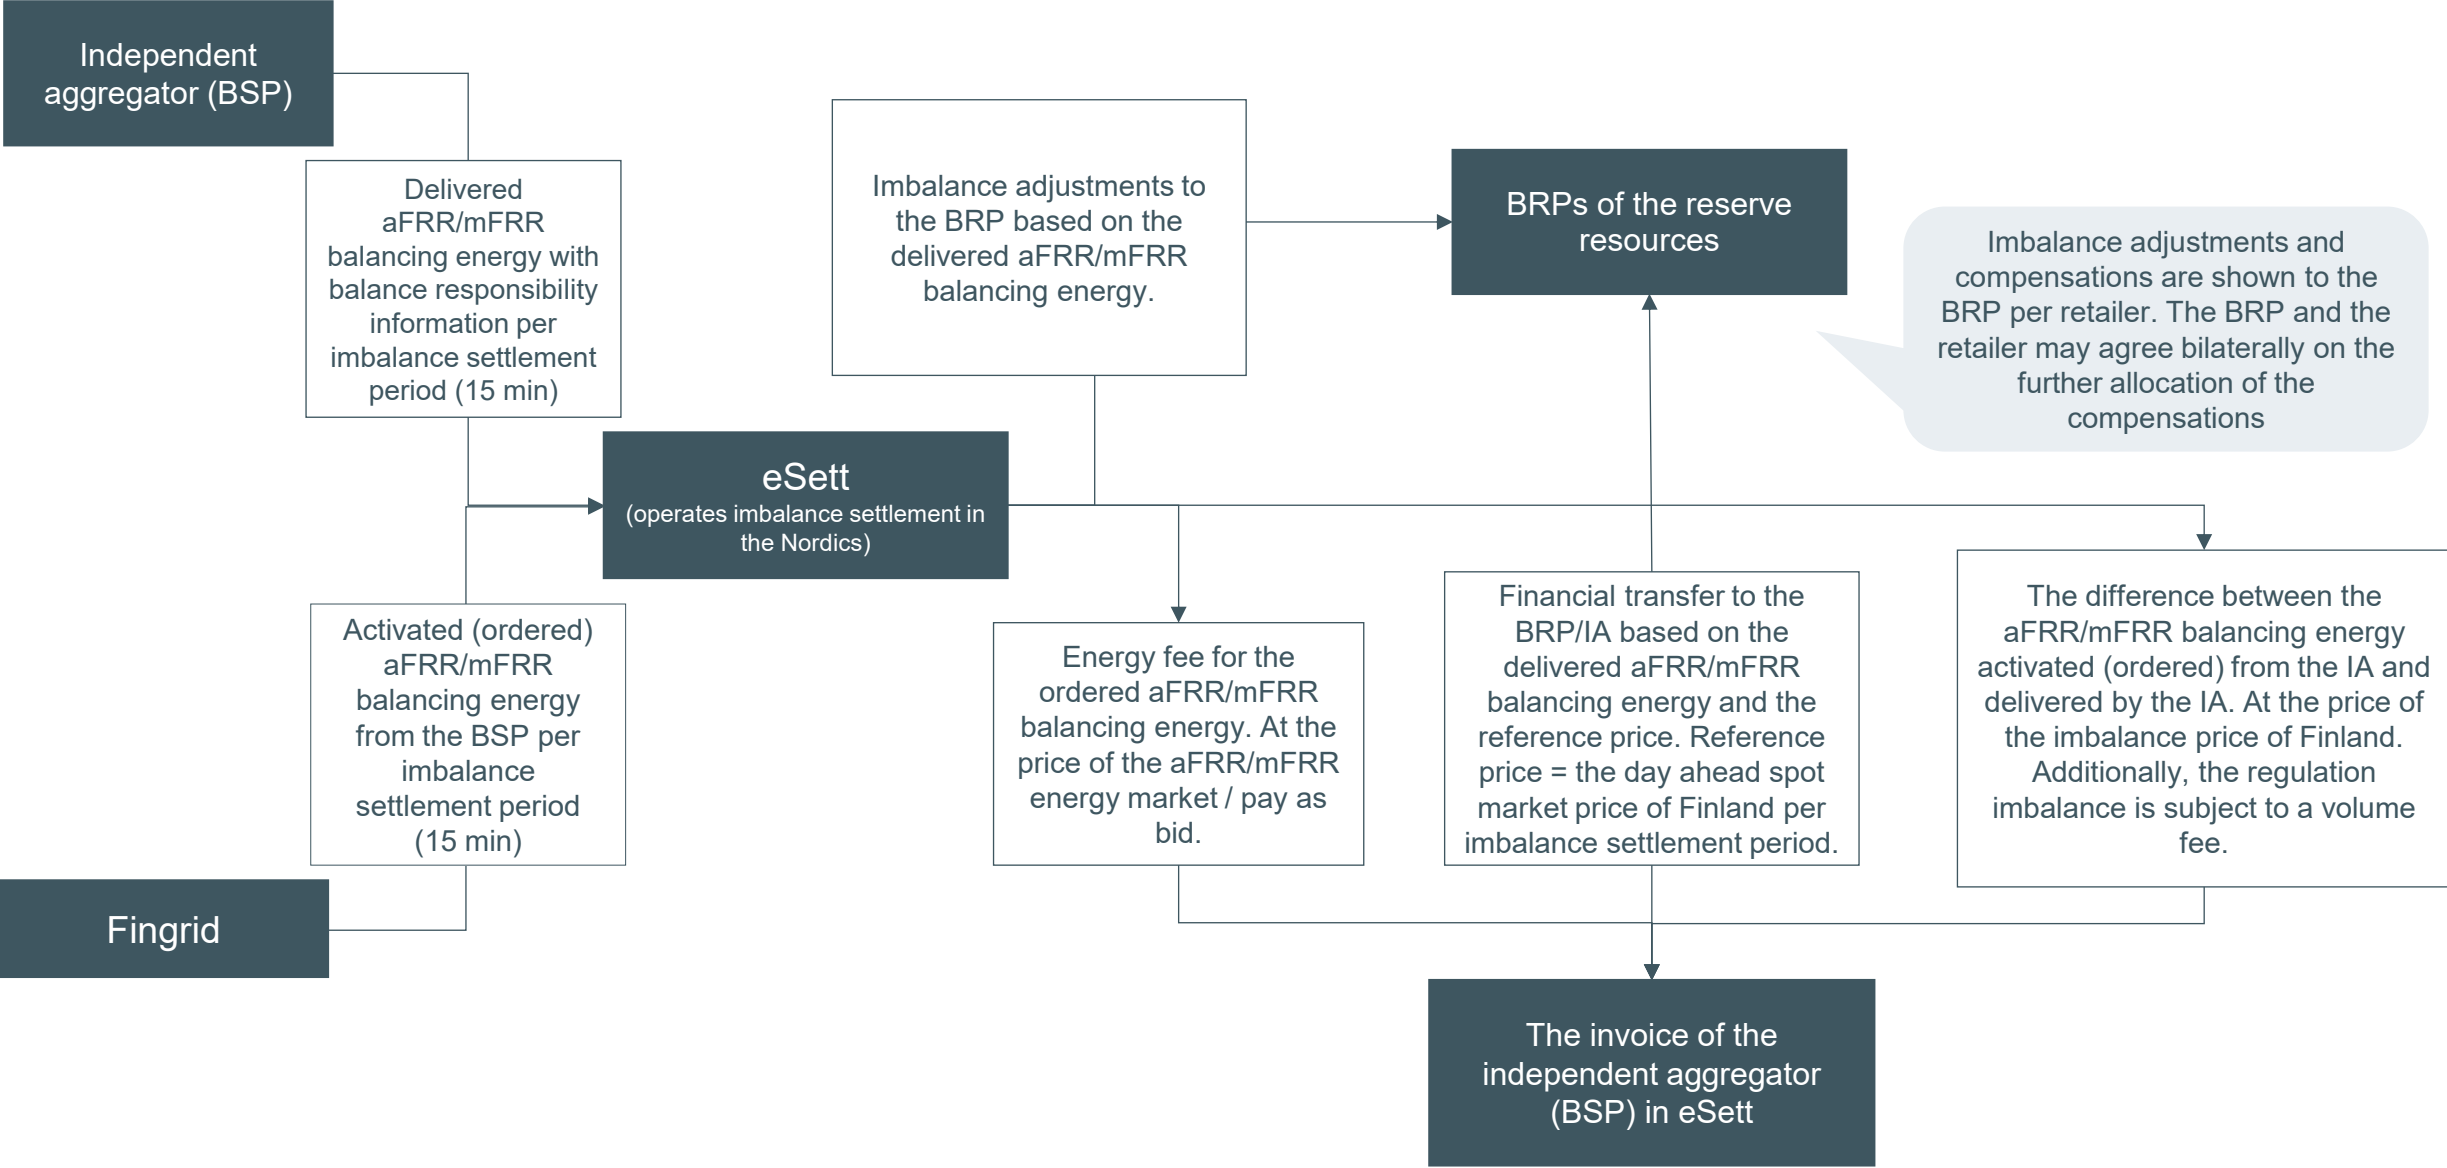 Independent
aggregator (BSP)
Delivered
aFRR/mFRR
balancing energy with
balance responsibility
information per
imbalance settlement
period (15 min)
Imbalance adjustments to
the BRP based on the
delivered aFRR/mFRR
balancing energy.
BRPs of the reserve
resources
Imbalance adjustments and
compensations are shown to the
BRP per retailer. The BRP and the
retailer may agree bilaterally on the
further allocation of the
compensations
eSett
(operates imbalance settlement in
the Nordics)
Activated (ordered)
aFRR/mFRR
balancing energy
from the BSP per
imbalance
settlement period
(15 min)
Fingrid
Energy fee for the
ordered aFRR/mFRR
balancing energy. At the
price of the aFRR/mFRR
energy market / pay as
bid.
Financial transfer to the
BRP/IA based on the
delivered aFRR/mFRR
balancing energy and the
reference price. Reference
price = the day ahead spot
market price of Finland per
imbalance settlement period.
The difference between the
aFRR/mFRR balancing energy
activated (ordered) from the IA and
delivered by the IA. At the price of
the imbalance price of Finland.
Additionally, the regulation
imbalance is subject to a volume
fee.
The invoice of the
independent aggregator
(BSP) in eSett